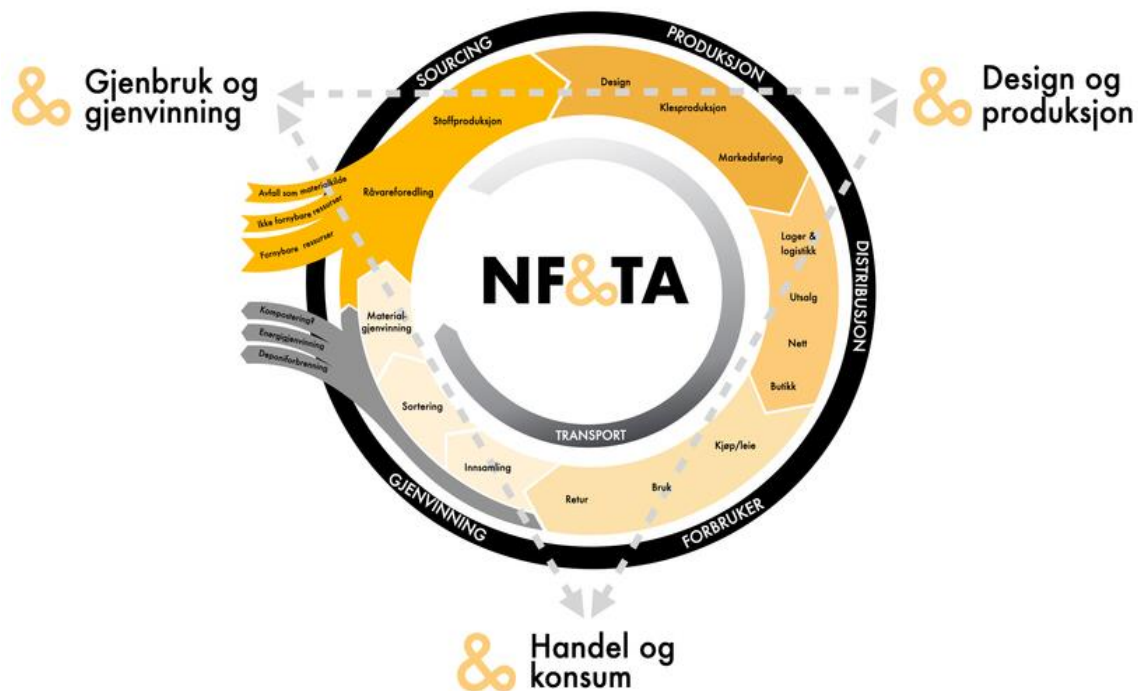 SOURCING
PRODUKSJON
& Gjenbruk og
gjenvinning
& Design og
produksjon
Design
Klesproduksjon
Stoffproduksjon
Markedsføring
Avfall som materialkilde
Råvareforedling
Ikke fornybare ressurser
Fornybare ressurser
Lager &
logistikk
DISTRIBUSJON
NF&TA
Utsalg
Kompostering?
Material-
gjenvinning
Energigjenvinning
Nett
Deponiforbrenning
Butikk
Sortering
TRANSPORT
Kjøp/leie
Innsamling
Bruk
Retur
GJENVINNING
FORBRUKER
& Handel og
konsum